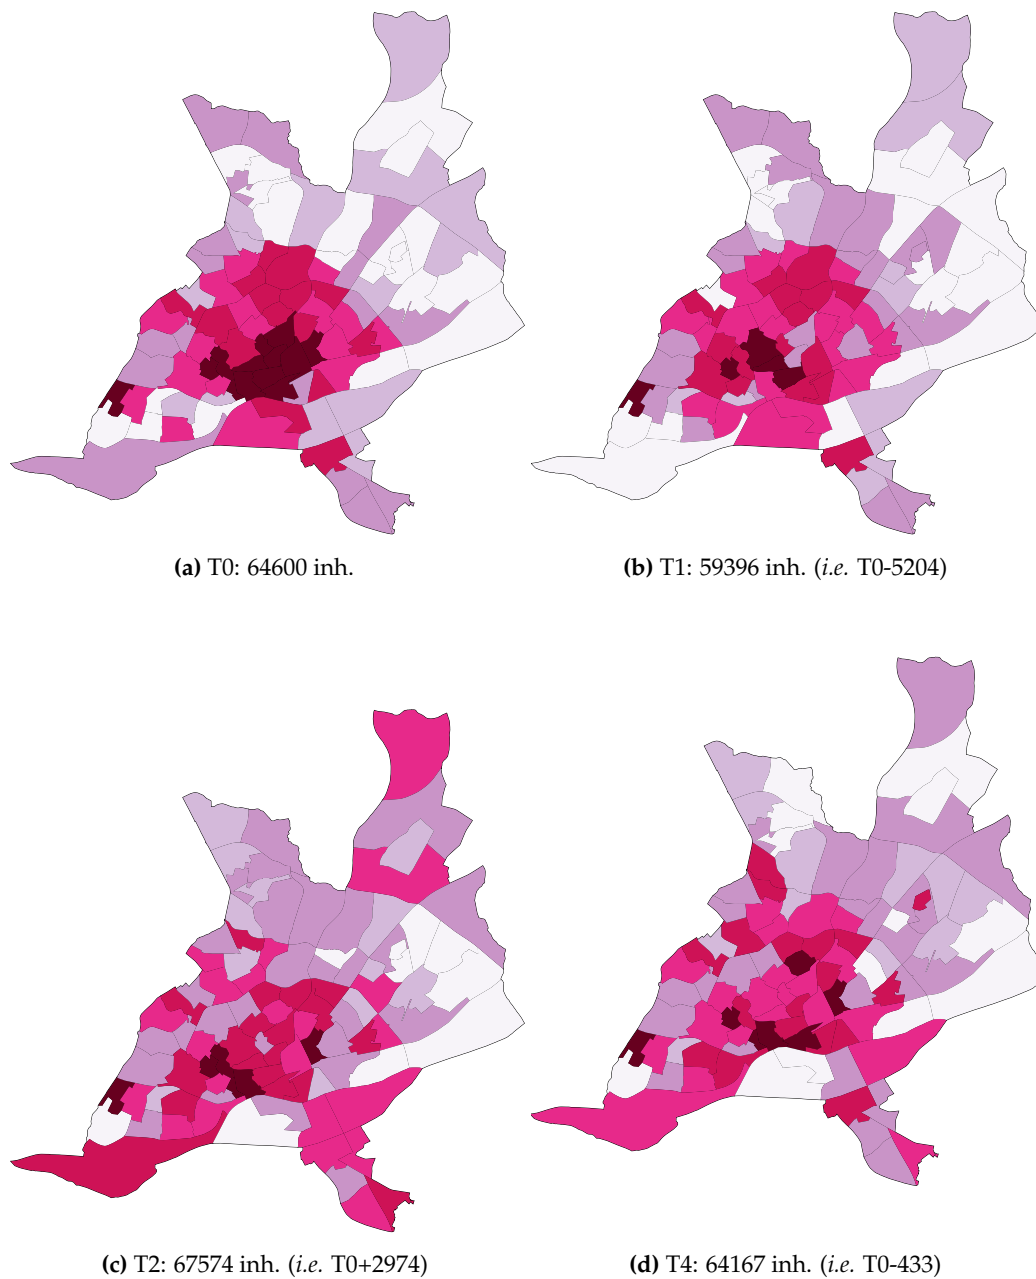 (a) T0: 64600 inh.
(b) T1: 59396 inh. (i.e. T0-5204)
(c) T2: 67574 inh. (i.e. T0+2974)
(d) T4: 64167 inh. (i.e. T0-433)